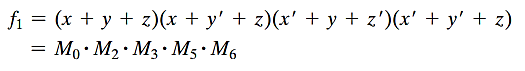 f₁ = (x + y + z)(x + y′ + z)(x′ + y + z′)(x′ + y′ + z)
= M₀ · M₂ · M₃ · M₅ · M₆